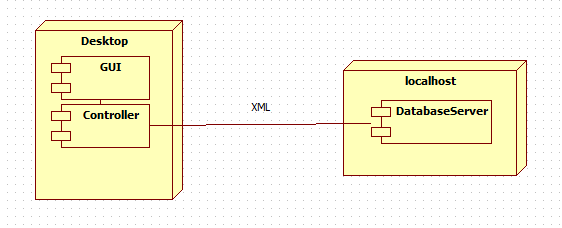 Desktop
GUI
Controller
XML
localhost
DatabaseServer